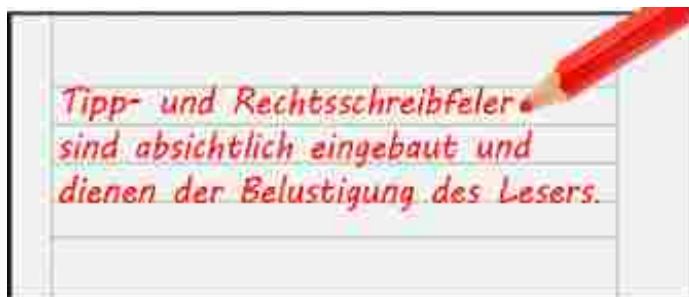 Tipp- und Rechtsschreibfeler
sind absichtlich eingebaut und
dienen der Belustigung des Lesers.